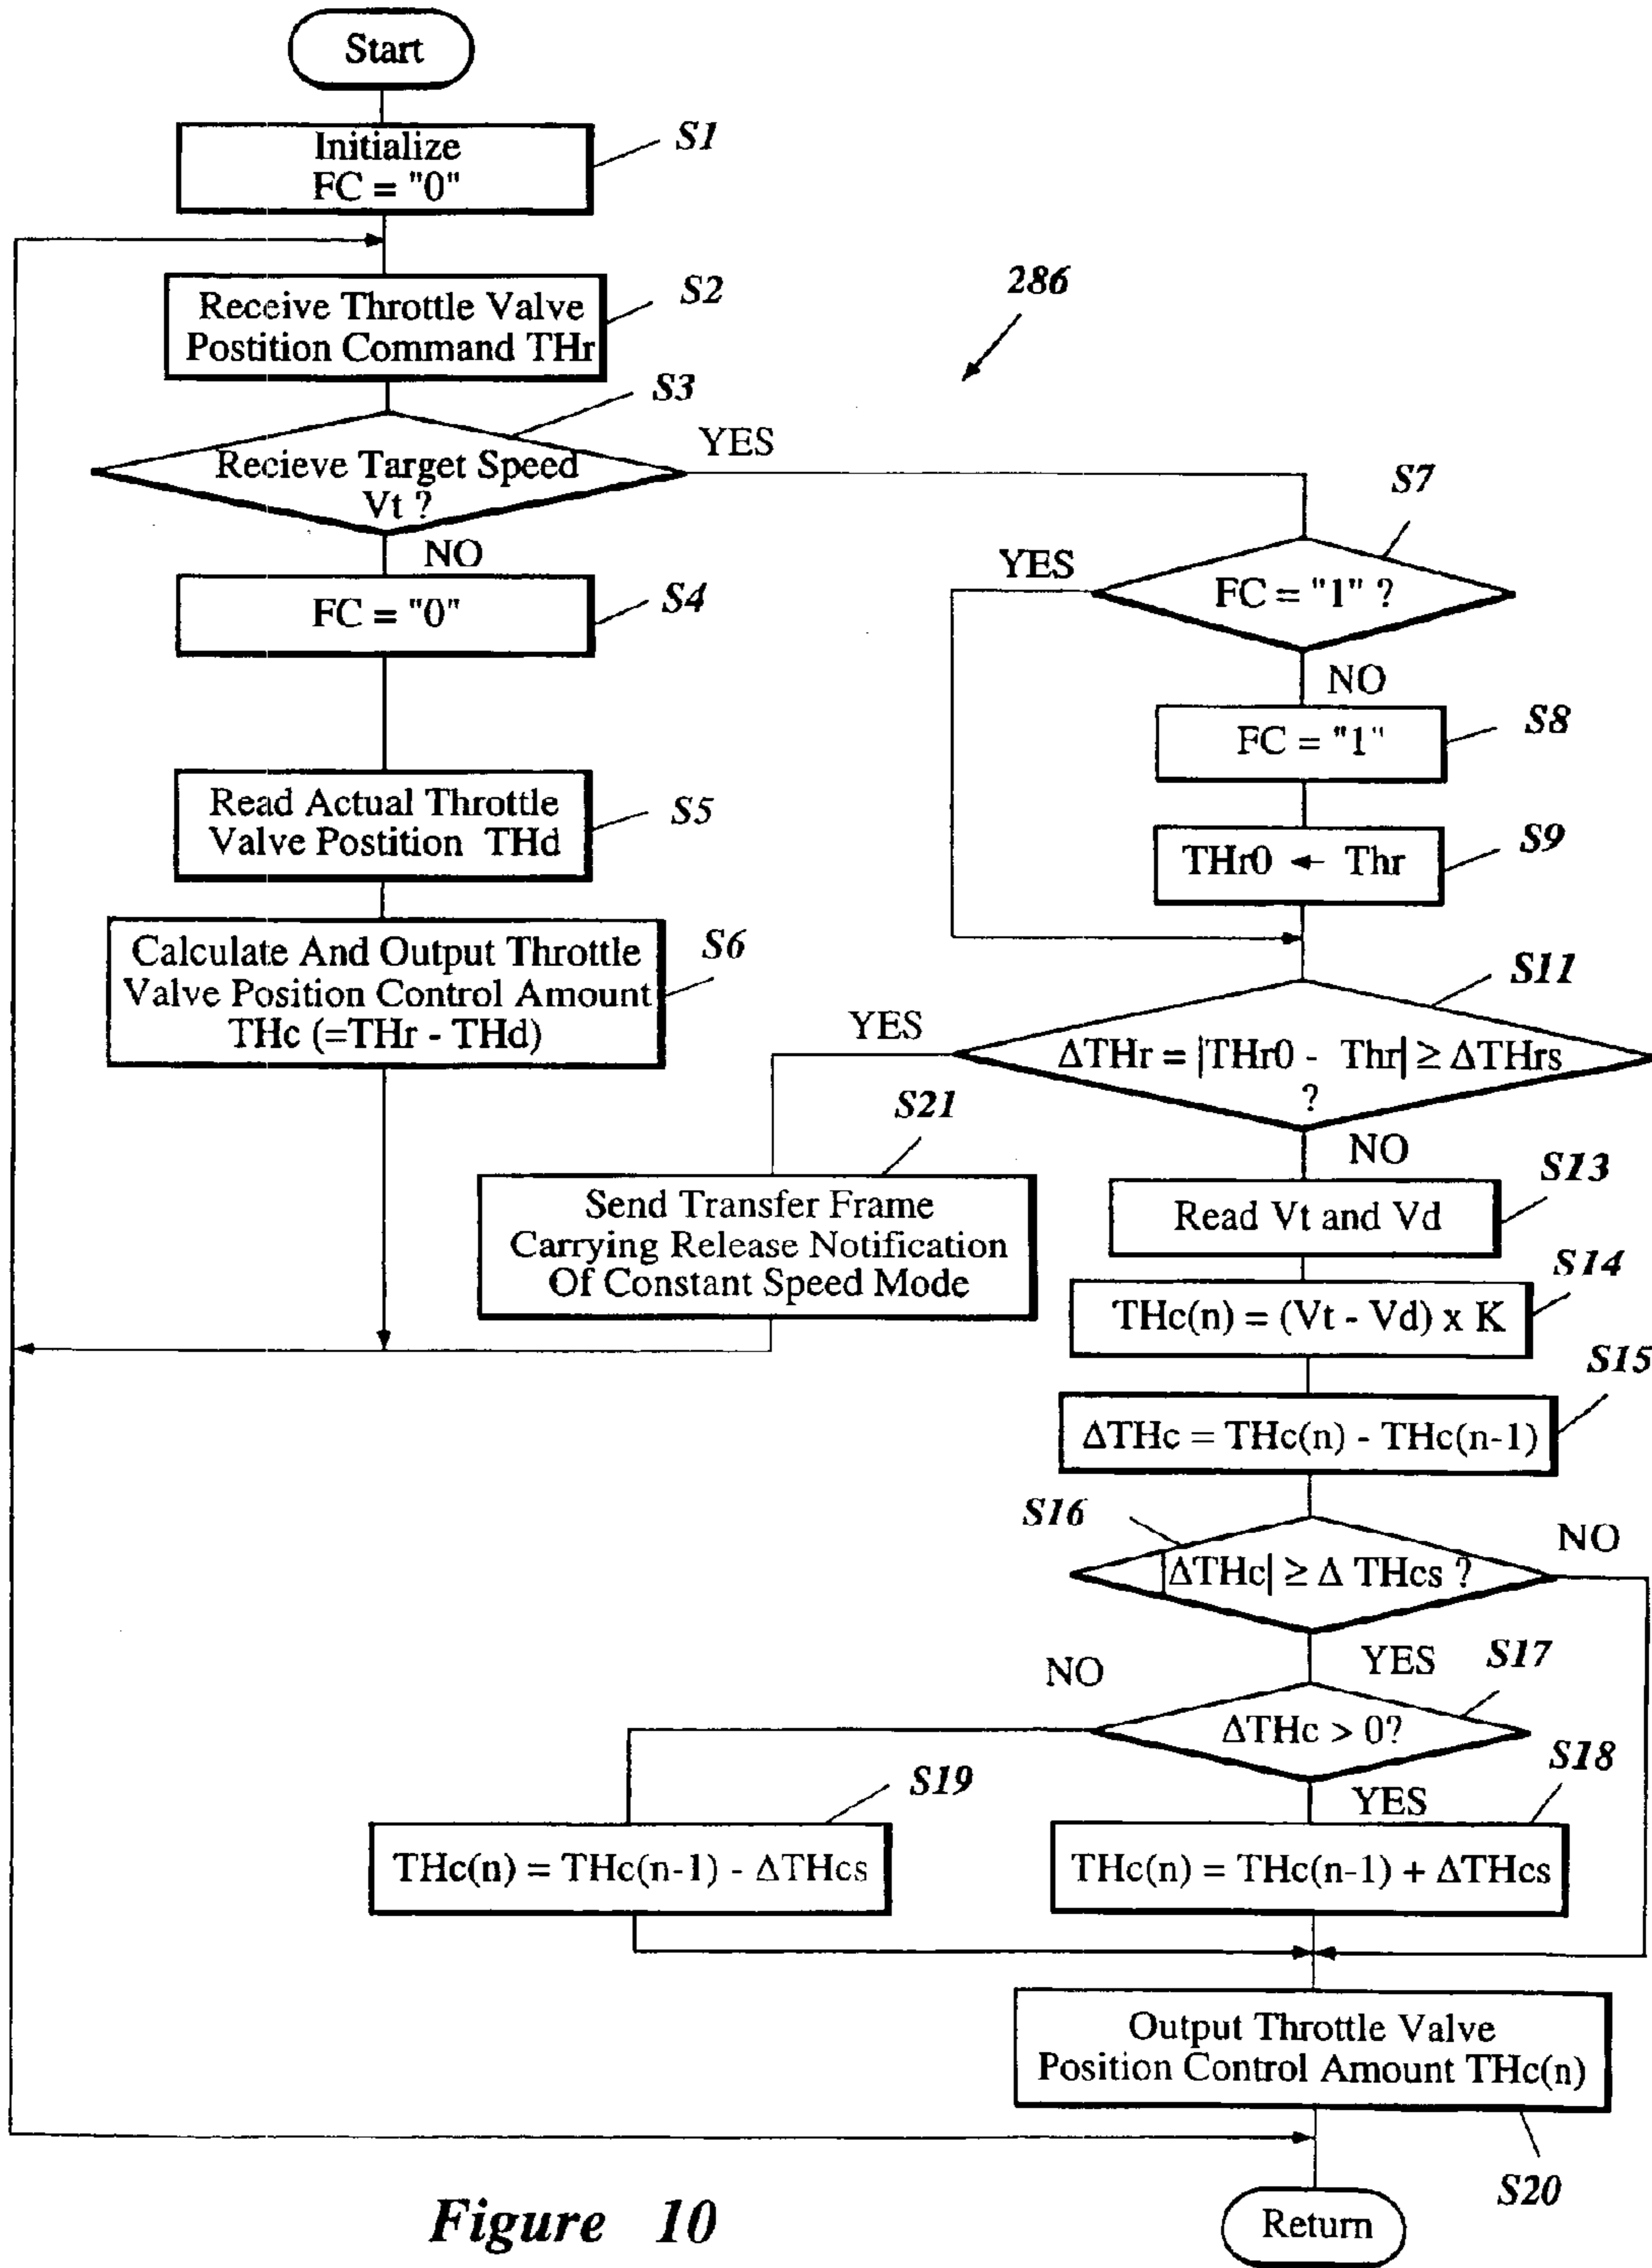 Start
Initialize
FC = "0"
S1
Receive Throttle Valve
Postition Command THr
S2
286
Recieve Target Speed
Vt ?
S3
YES
NO
FC = "0"
S4
Read Actual Throttle
Valve Postition THd
S5
Calculate And Output Throttle
Valve Position Control Amount
THc (=THr - THd)
S6
FC = "1" ?
S7
YES
NO
FC = "1"
S8
THr0 ← Thr
S9
ΔTHr = |THr0 - Thr| ≥ ΔTHrs
?
S11
YES
NO
Send Transfer Frame
Carrying Release Notification
Of Constant Speed Mode
S21
Read Vt and Vd
S13
THc(n) = (Vt - Vd) x K
S14
ΔTHc = THc(n) - THc(n-1)
S15
|ΔTHc| ≥ Δ THcs ?
S16
NO
YES
ΔTHc > 0?
S17
NO
YES
THc(n) = THc(n-1) - ΔTHcs
S19
THc(n) = THc(n-1) + ΔTHcs
S18
Output Throttle Valve
Position Control Amount THc(n)
S20
Return
Figure 10